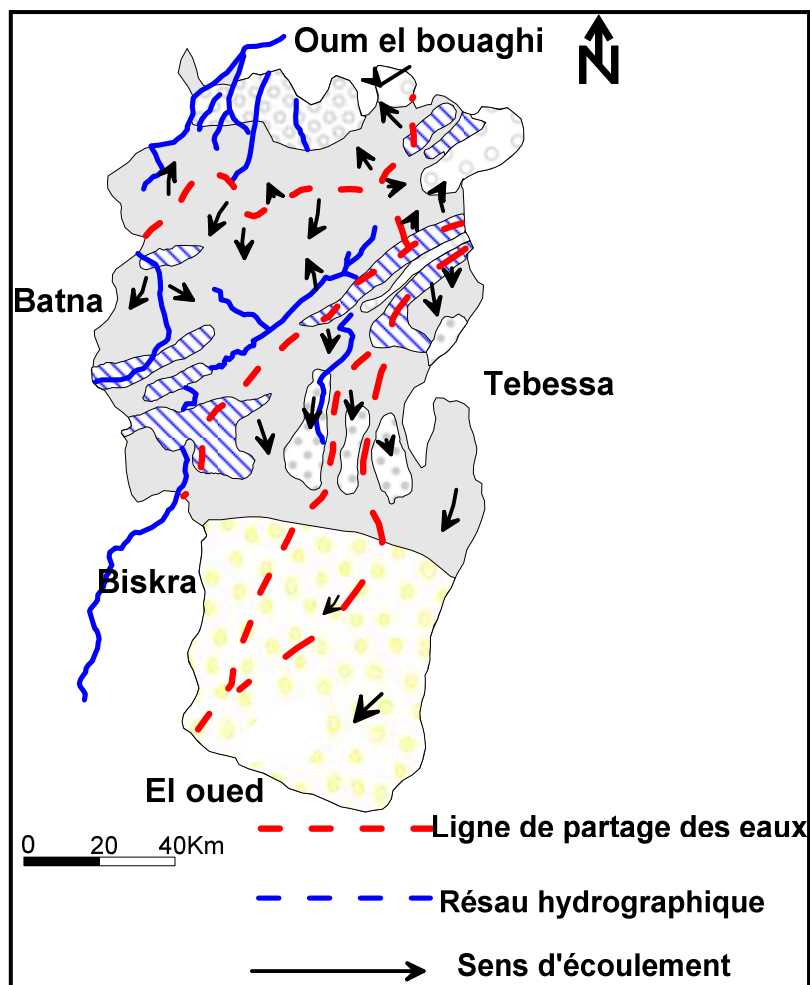 Oum el bouaghi
N
Batna
Tebessa
Biskra
El oued
Ligne de partage des eaux
0 20 40Km
Résau hydrographique
Sens d'écoulement